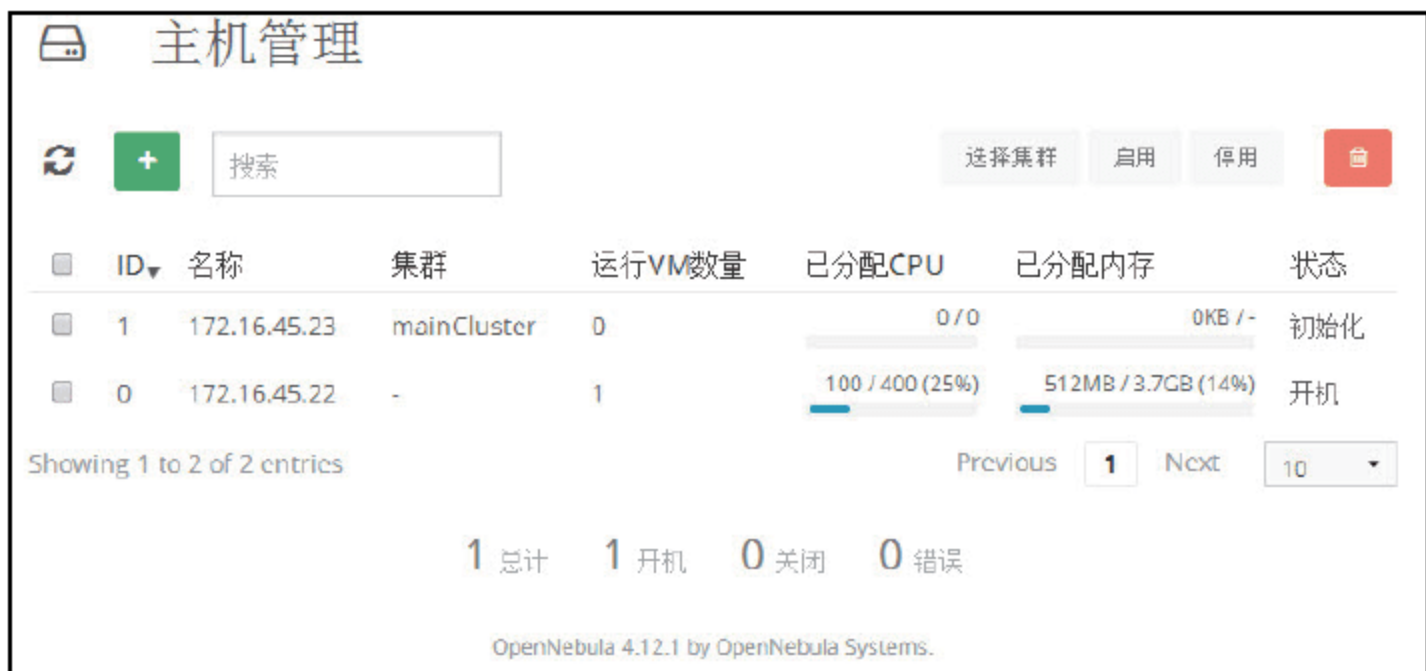 主机管理
搜索 选择集群 启用 停用
ID 名称 集群 运行VM数量 已分配CPU 已分配内存 状态
1 172.16.45.23 mainCluster 0 0 / 0 0KB / - 初始化
0 172.16.45.22 - 1 100 / 400 (25%) 512MB / 3.7GB (14%) 开机
Showing 1 to 2 of 2 entries Previous 1 Next 10
1 总计 1 开机 0 关闭 0 错误
OpenNebula 4.12.1 by OpenNebula Systems.